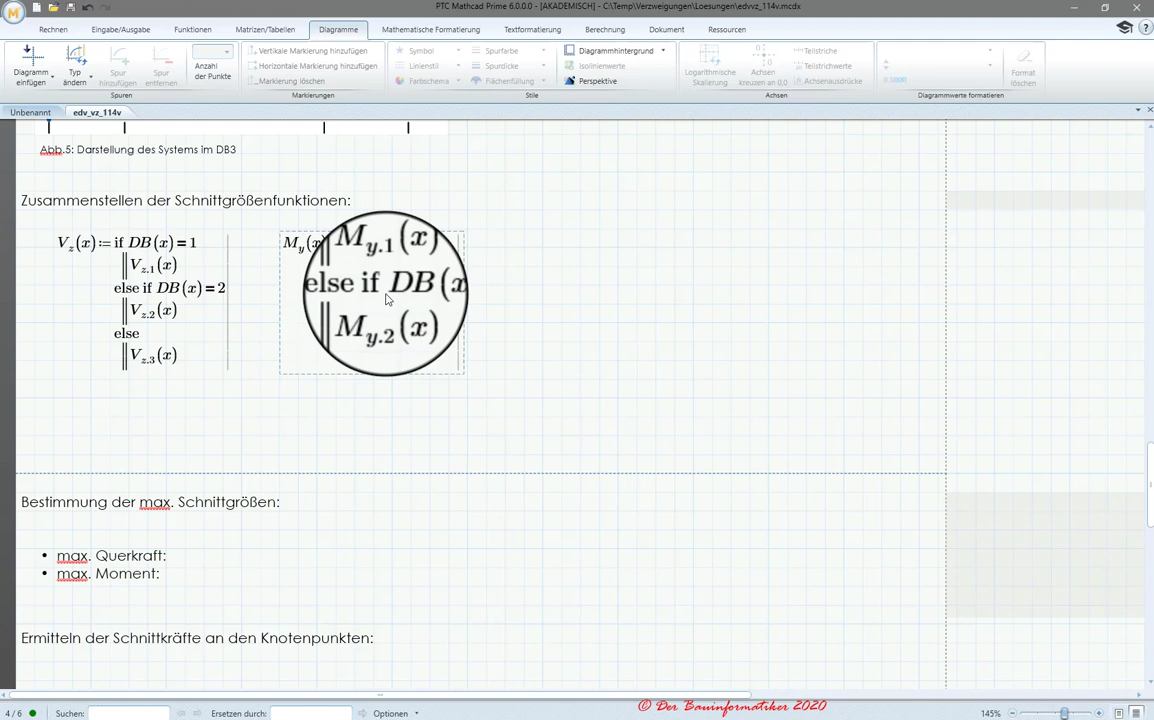 PTC Mathcad Prime 6.0.0.0 - [AKADEMISCH] - C:\Temp\Verzweigungen\Loesungen\edvvz_114v.mcdx
Rechnen Eingabe/Ausgabe Funktionen Matrizen/Tabellen Diagramme Mathematische Formatierung Textformatierung Berechnung Dokument Ressourcen
Diagramm einfügen
Typ ändern
Spur hinzufügen
Spur entfernen
Spuren
Anzahl der Punkte
Vertikale Markierung hinzufügen
Horizontale Markierung hinzufügen
Markierung löschen
Markierungen
Symbol
Linienstil
Farbschema
Spurfarbe
Spurdicke
Flächenfüllung
Diagrammhintergrund
Isolierwerte
Perspektive
Stile
Logarithmische Skalierung
Achsen kreuzen an 0,0
Teilstriche
Teilstrichwerte
Achsenausdrücke
Achsen
0.5000
Diagrammwerte formatieren
Format löschen
Unbenannt edv_vz_114v
Abb.5: Darstellung des Systems im DB3
Zusammenstellen der Schnittgrößenfunktionen:
V_z(x):=if DB(x)=1
V_z.1(x)
else if DB(x)=2
V_z.2(x)
else
V_z.3(x)
M_y(x
M_y.1(x)
else if DB(x
M_y.2(x)
Bestimmung der max. Schnittgrößen:
• max. Querkraft:
• max. Moment:
Ermitteln der Schnittkräfte an den Knotenpunkten:
© Der Bauinformatiker 2020
4 / 6 Suchen: Ersetzen durch: Optionen 145%